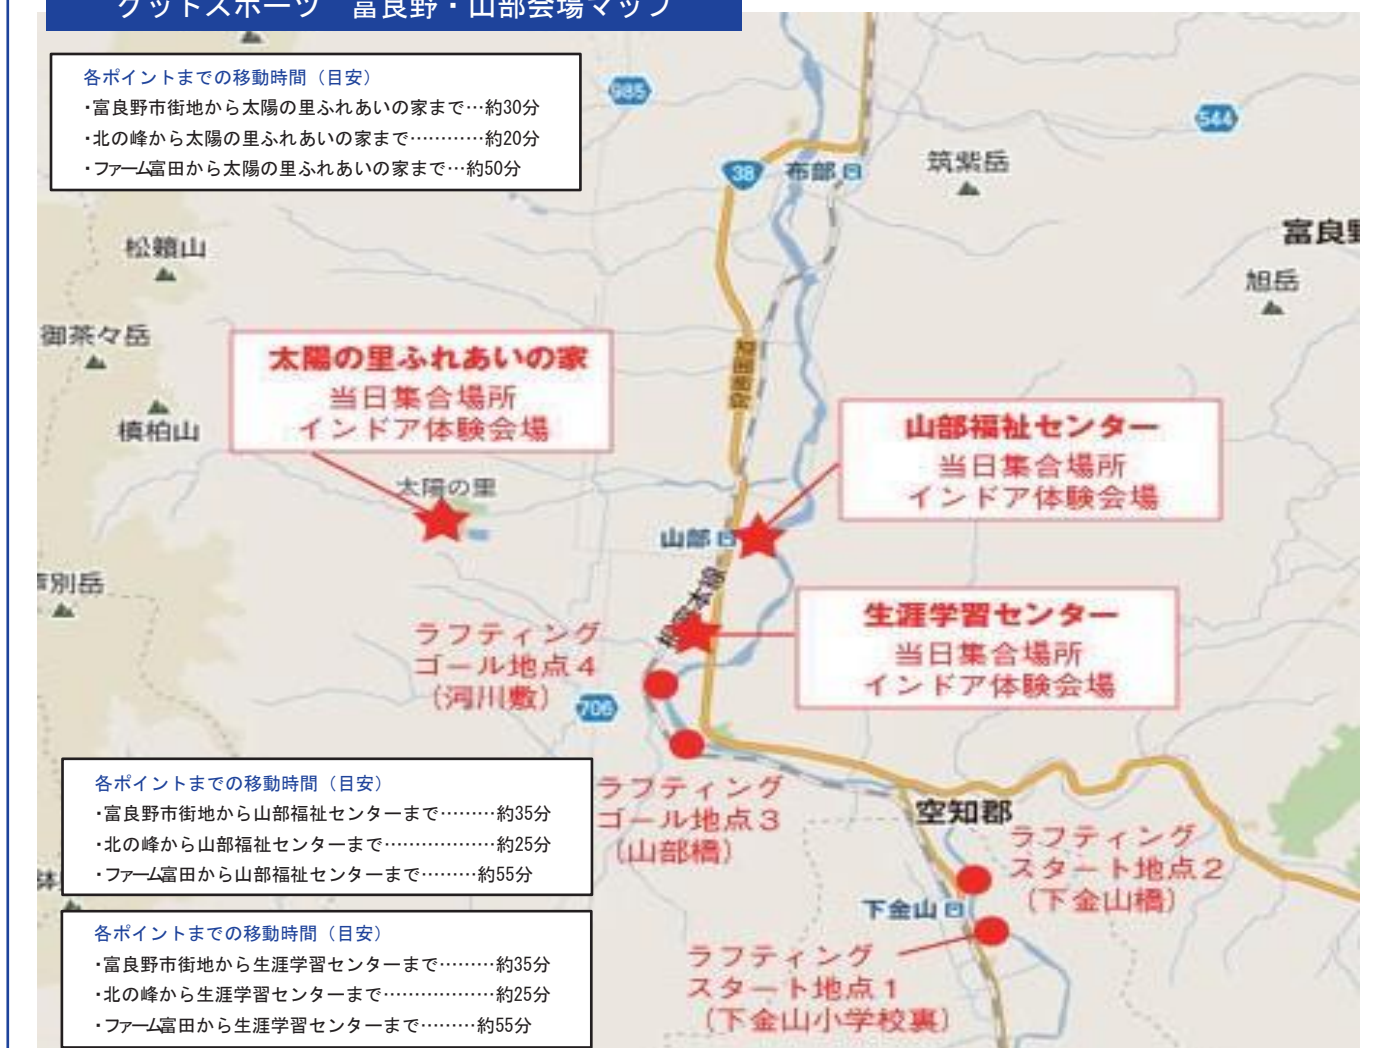 グッドスポーツ　富良野・山部会場マップ
各ポイントまでの移動時間（目安）
・富良野市街地から太陽の里ふれあいの家まで…約30分
・北の峰から太陽の里ふれあいの家まで…………約20分
・ファーム富田から太陽の里ふれあいの家まで…約50分
985
544
38
布部
筑紫岳
富良野
松籟山
旭岳
御茶々岳
太陽の里ふれあいの家
当日集合場所
インドア体験会場
槙柏山
山部福祉センター
当日集合場所
インドア体験会場
太陽の里
山部
根室本線
別岳
生涯学習センター
当日集合場所
インドア体験会場
ラフティング
ゴール地点４
（河川敷）
706
各ポイントまでの移動時間（目安）
・富良野市街地から山部福祉センターまで………約35分
・北の峰から山部福祉センターまで………………約25分
・ファーム富田から山部福祉センターまで………約55分
ラフティング
ゴール地点３
（山部橋）
空知郡
ラフティング
スタート地点２
（下金山橋）
下金山
各ポイントまでの移動時間（目安）
・富良野市街地から生涯学習センターまで………約35分
・北の峰から生涯学習センターまで………………約25分
・ファーム富田から生涯学習センターまで………約55分
ラフティング
スタート地点１
（下金山小学校裏）